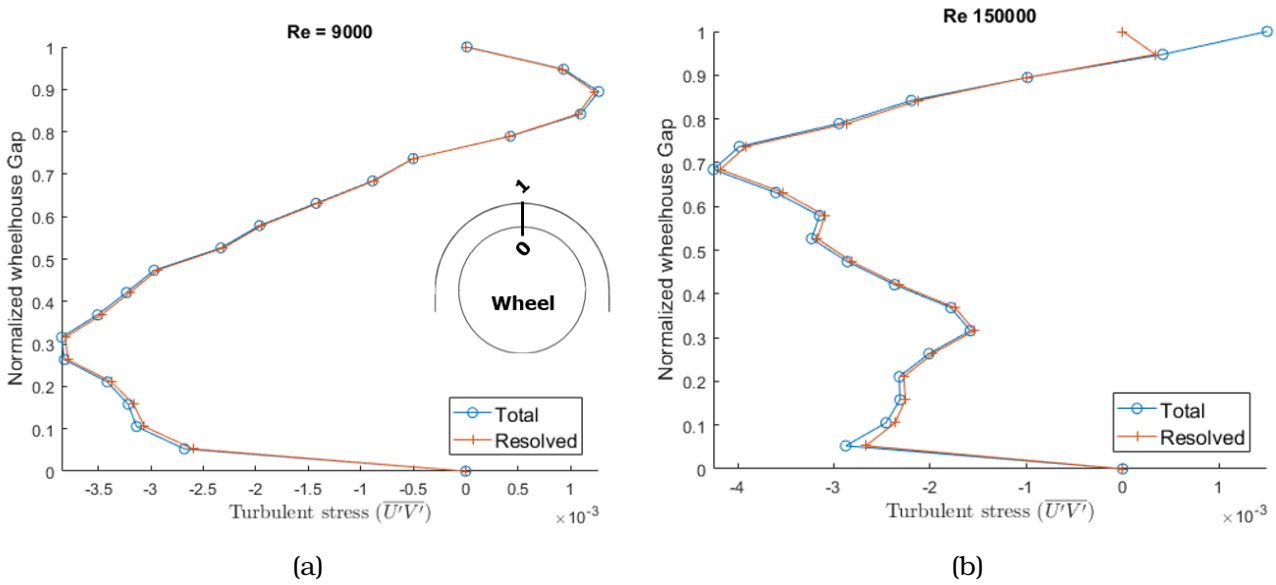 Re = 9000
1
0.9
0.8
0.7
0.6
0.5
0.4
0.3
0.2
0.1
0
Normalized wheelhouse Gap
1
0
Wheel
Total
Resolved
-3.5 -3 -2.5 -2 -1.5 -1 -0.5 0 0.5 1
Turbulent stress (U'V')
×10⁻³
(a)
Re 150000
1
0.9
0.8
0.7
0.6
0.5
0.4
0.3
0.2
0.1
0
Normalized wheelhouse Gap
Total
Resolved
-4 -3 -2 -1 0 1
Turbulent stress (U'V')
×10⁻³
(b)